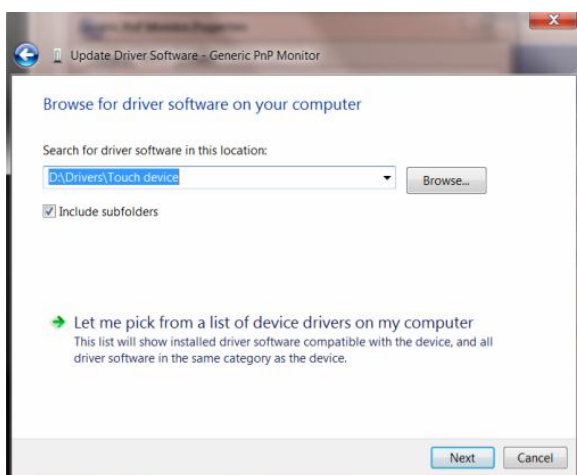 Update Driver Software - Generic PnP Monitor
Browse for driver software on your computer
Search for driver software in this location:
D:\Drivers\Touch device
Browse...
Include subfolders
Let me pick from a list of device drivers on my computer
This list will show installed driver software compatible with the device, and all
driver software in the same category as the device.
Next
Cancel